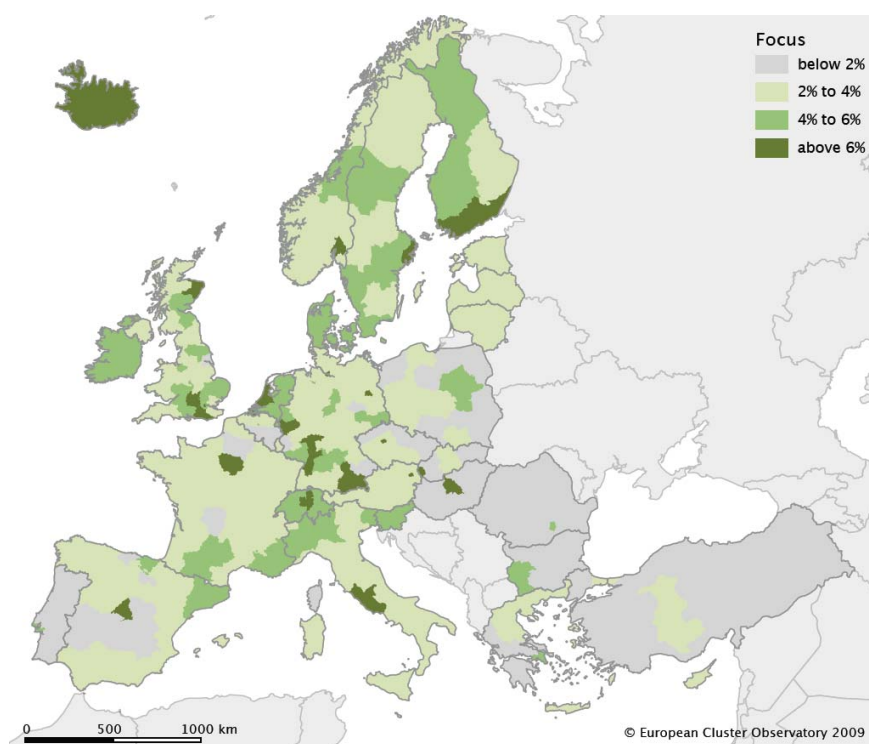 Focus
below 2%
2% to 4%
4% to 6%
above 6%
0 500 1000 km
© European Cluster Observatory 2009